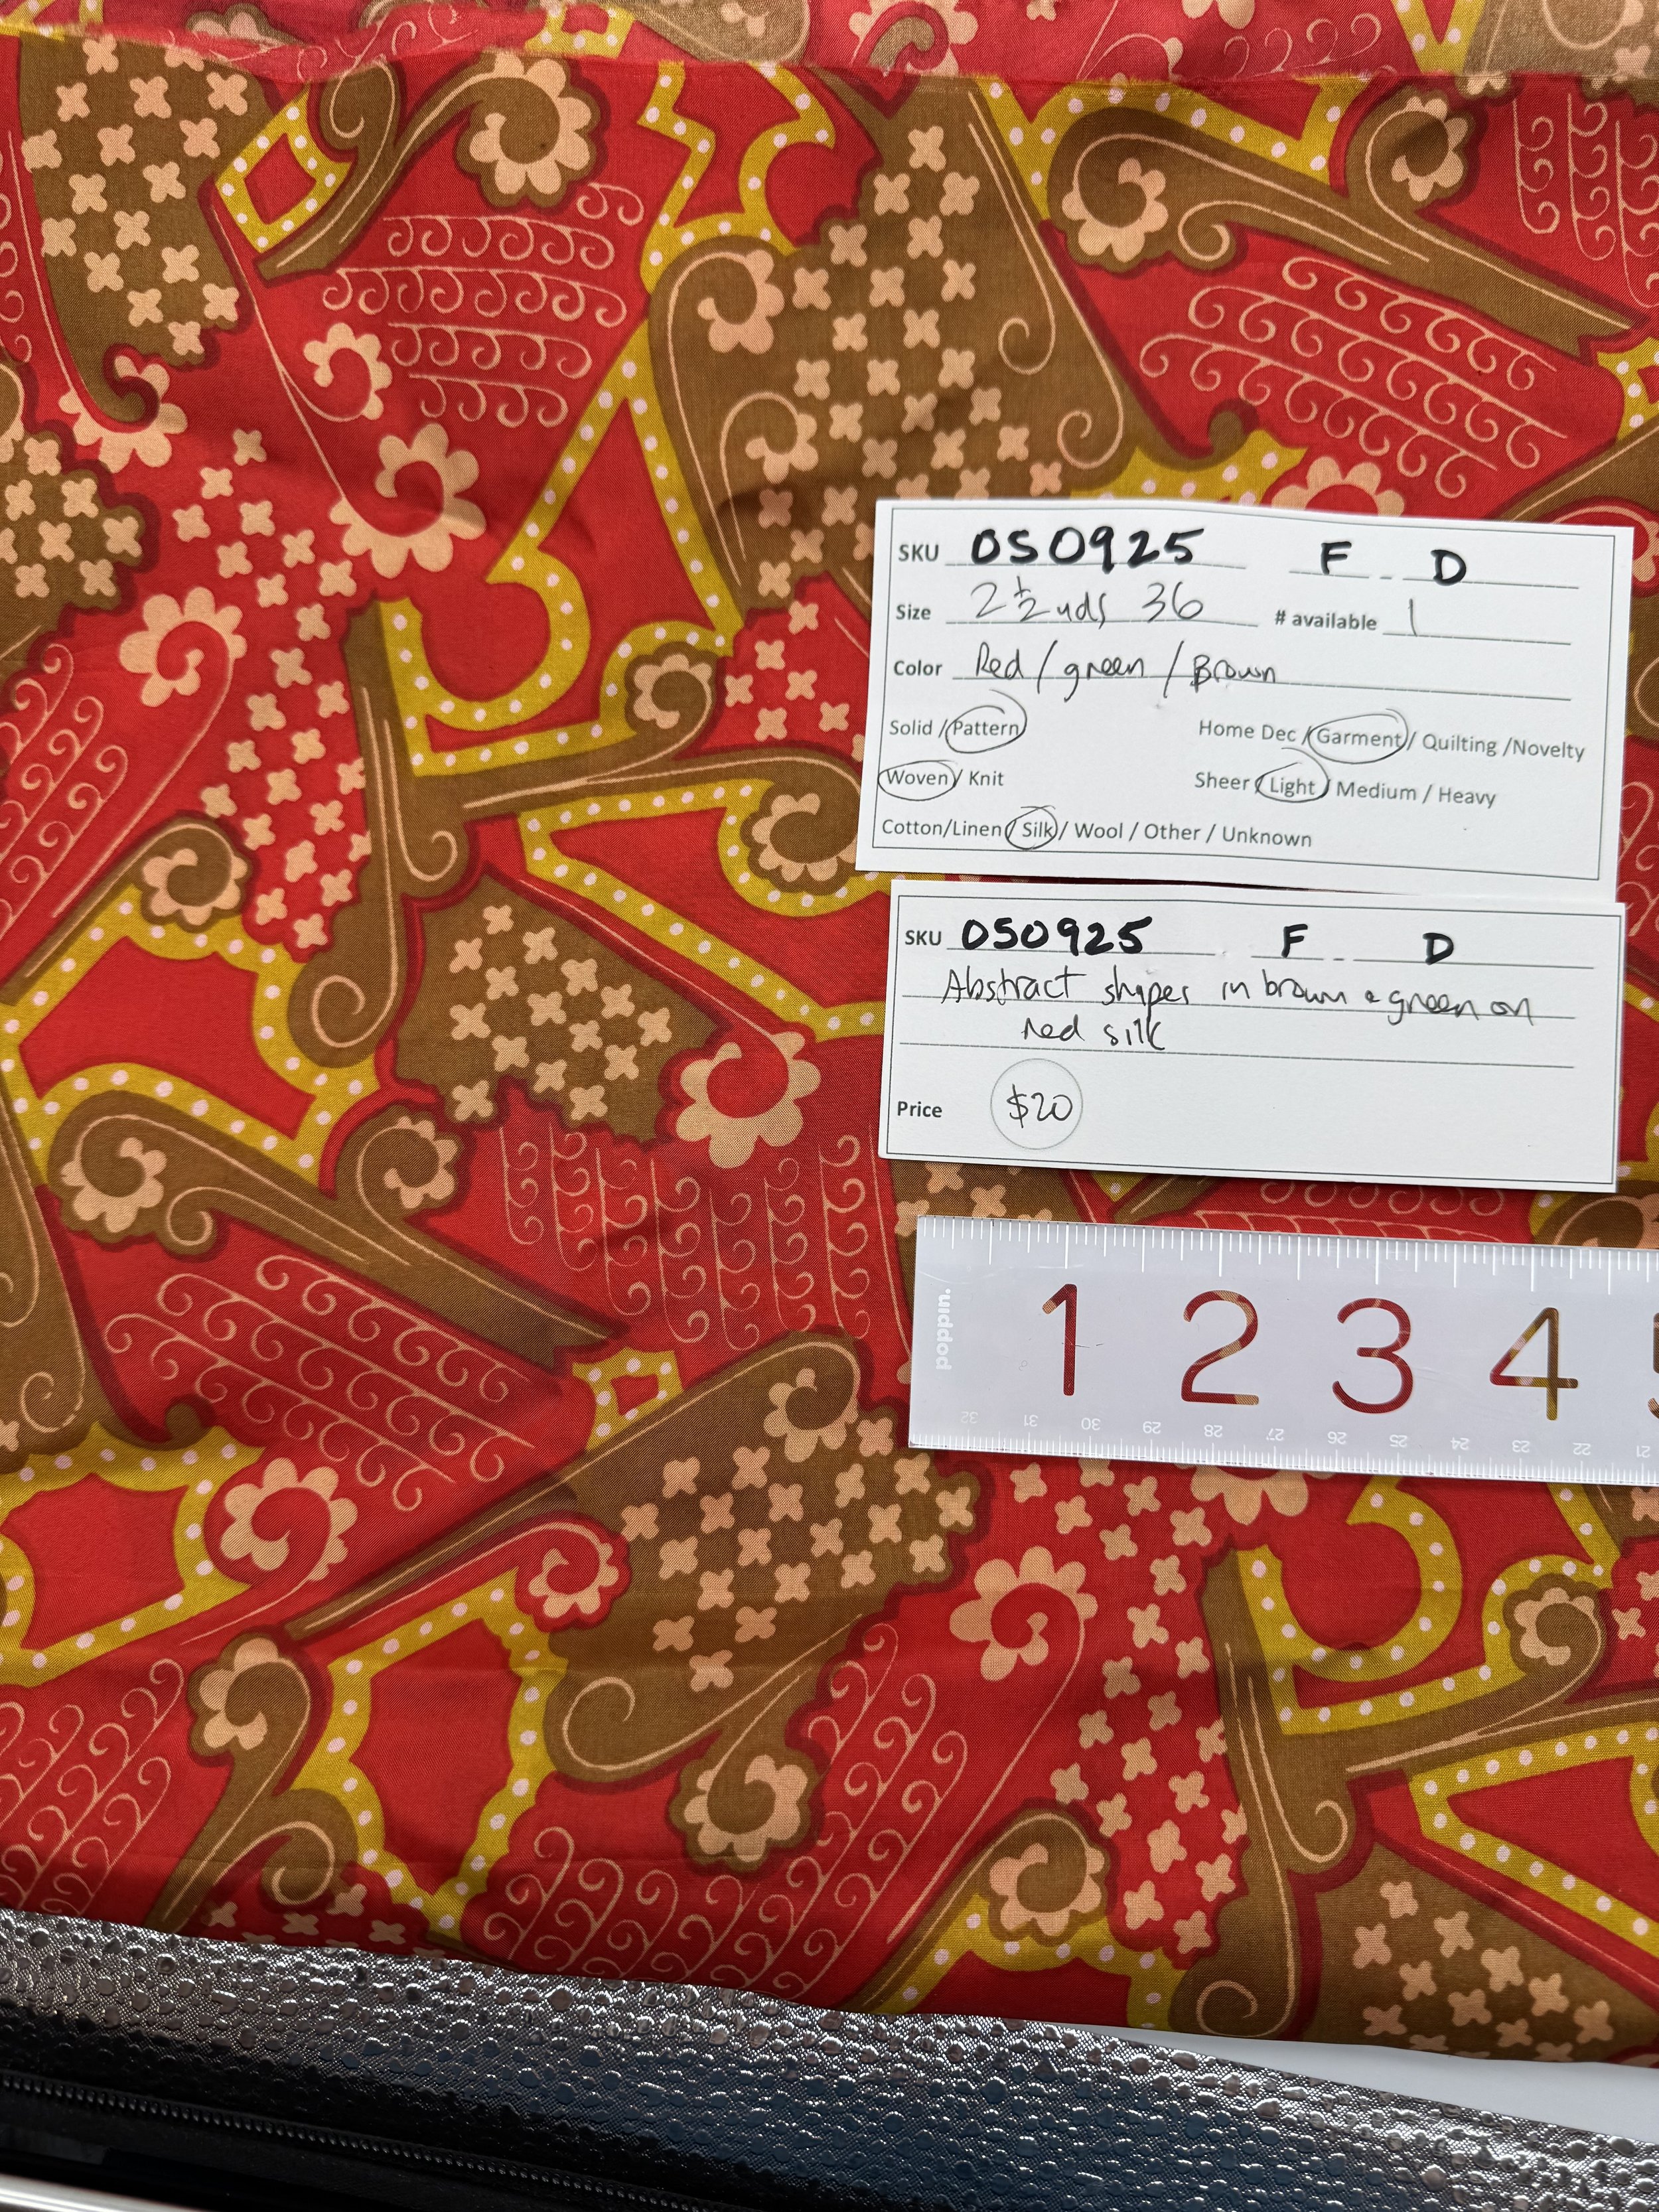 SKU OSO925 F - D
Size 2½ yds 36 # available 1
Color Red / green / Brown
Solid / Pattern Home Dec / Garment / Quilting /Novelty
Woven / Knit Sheer / Light / Medium / Heavy
Cotton/Linen / Silk / Wool / Other / Unknown
SKU OSO925 F - D
Abstract shapes in brown & green on
red silk
Price $20
poppin.
1 2 3 4 5
32 31 30 29 28 27 26 25 24 23 22 21